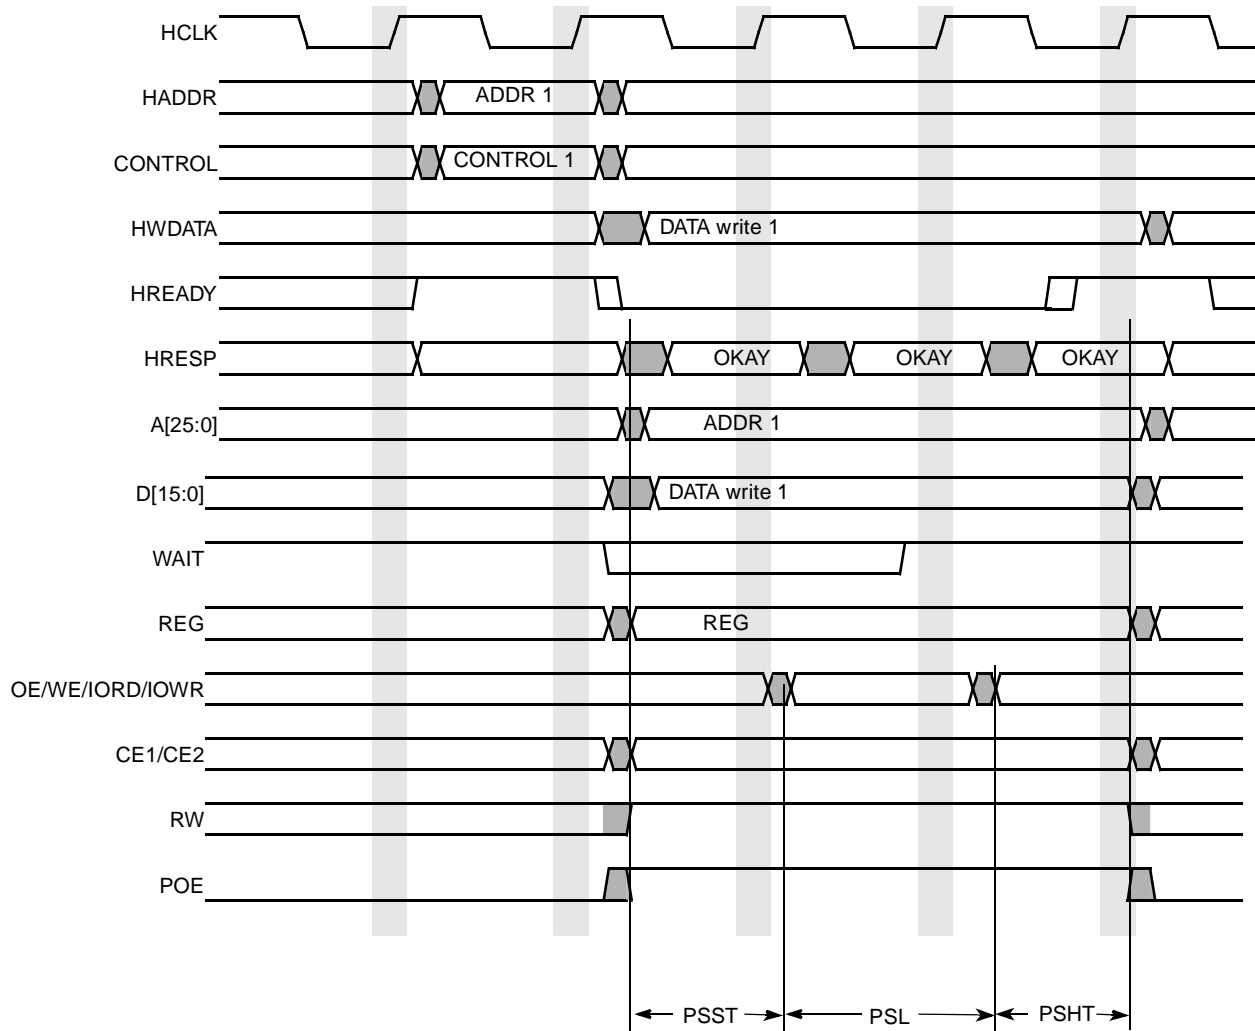 HCLK
HADDR
ADDR 1
CONTROL
CONTROL 1
HWDATA
DATA write 1
HREADY
HRESP
OKAY
OKAY
OKAY
A[25:0]
ADDR 1
D[15:0]
DATA write 1
WAIT
REG
REG
OE/WE/IORD/IOWR
CE1/CE2
RW
POE
PSST
PSL
PSHT